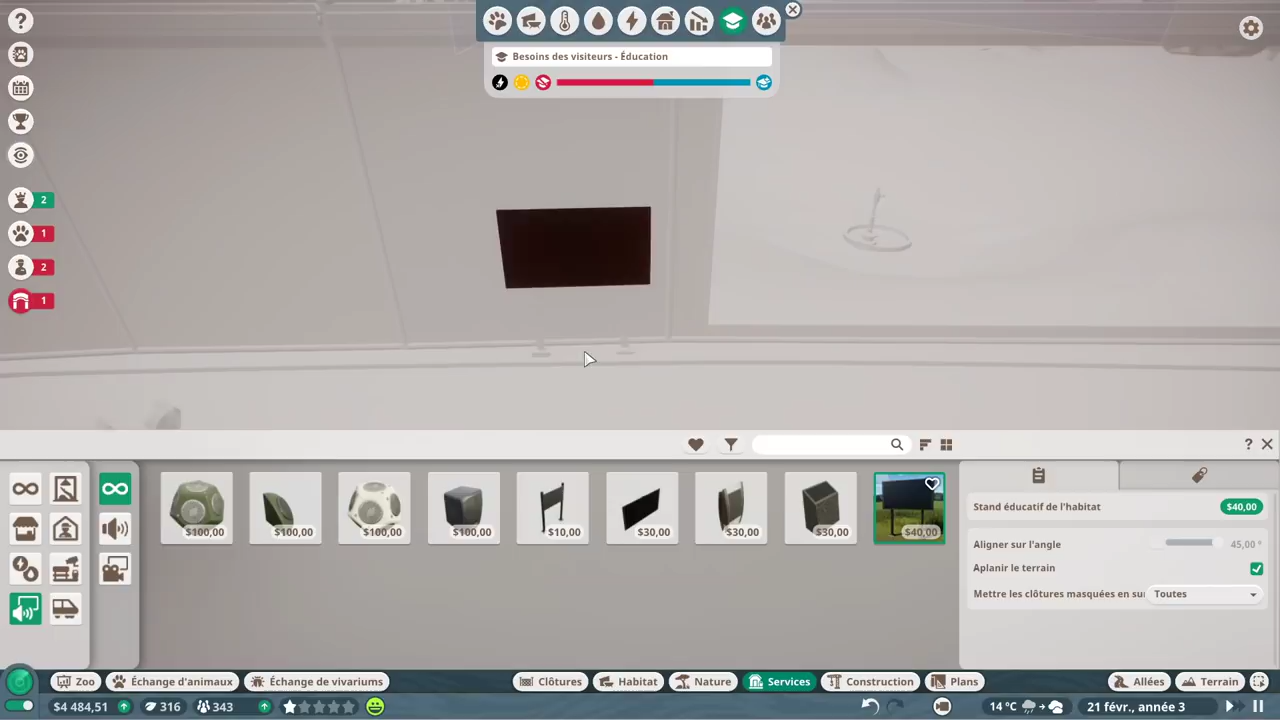 Besoins des visiteurs - Éducation
2
1
2
1
$100,00
$100,00
$100,00
$100,00
$10,00
$30,00
$30,00
$30,00
$40,00
Stand éducatif de l'habitat
$40,00
Aligner sur l'angle
45,00 °
Aplanir le terrain
Mettre les clôtures masquées en su
Toutes
Zoo
Échange d'animaux
Échange de vivariums
Clôtures
Habitat
Nature
Services
Construction
Plans
Allées
Terrain
$4 484,51
316
343
14 °C
21 févr., année 3